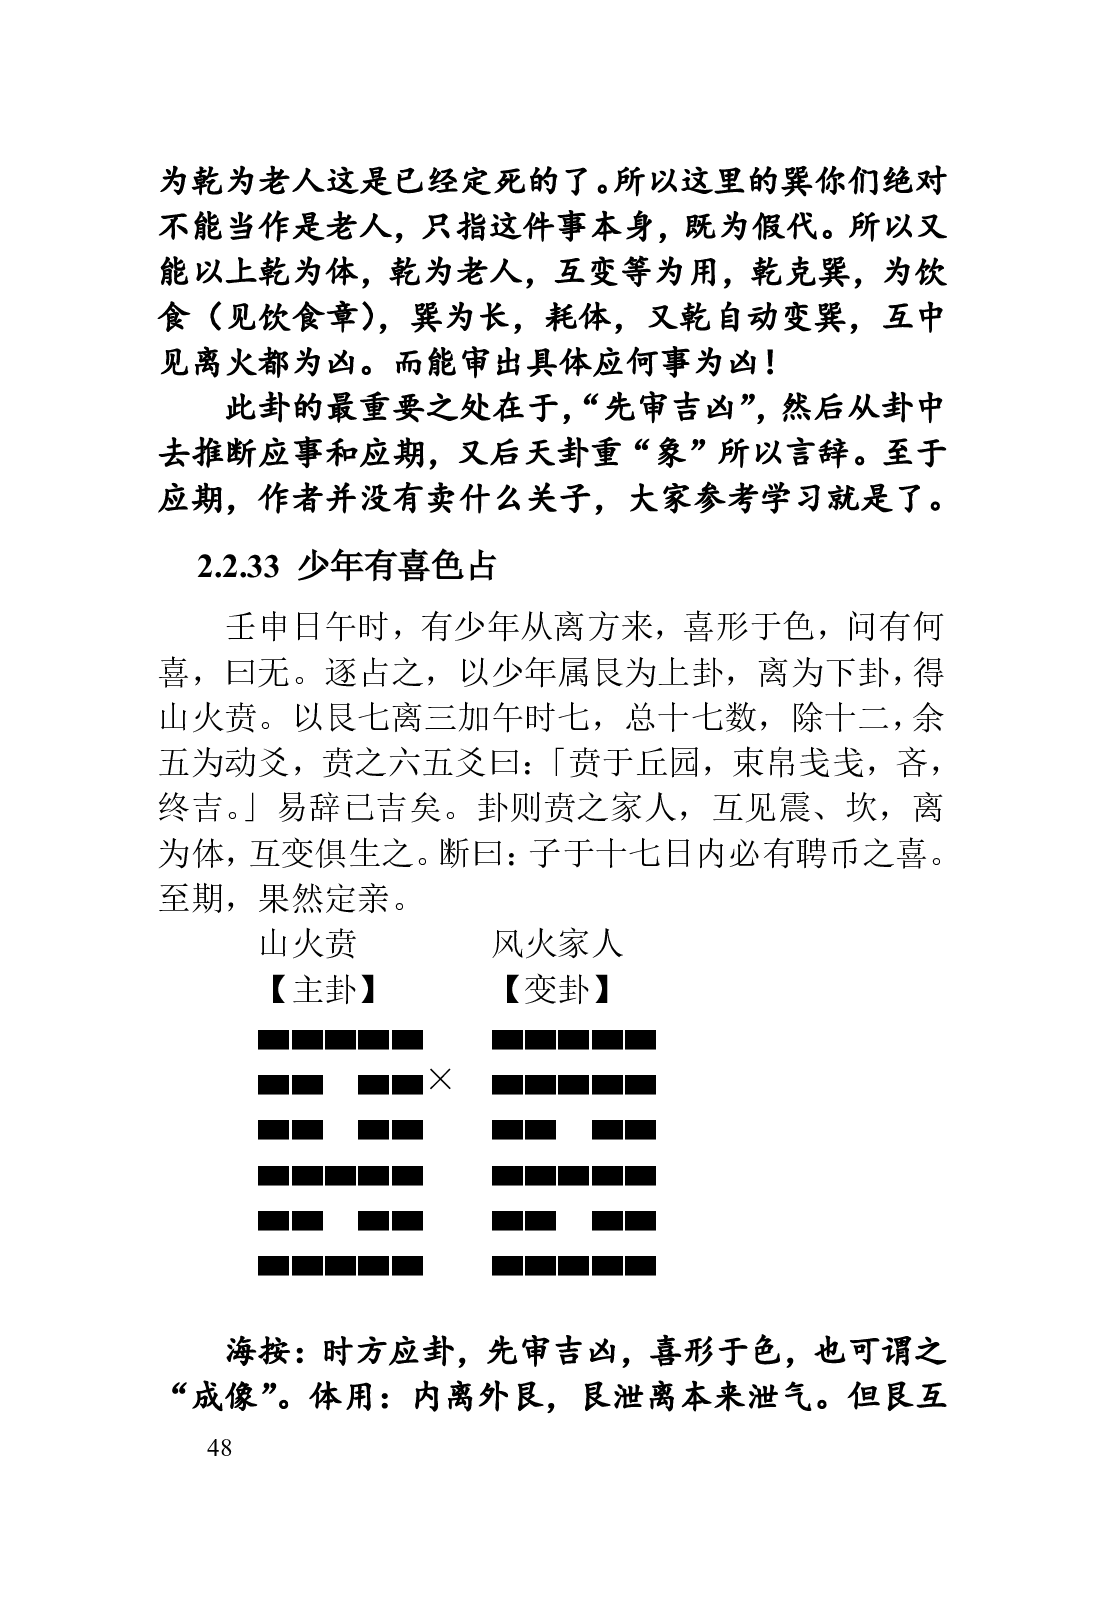 为乾为老人这是已经定死的了。所以这里的巽你们绝对
不能当作是老人，只指这件事本身，既为假代。所以又
能以上乾为体，乾为老人，互变等为用，乾克巽，为饮
食（见饮食章），巽为长，耗体，又乾自动变巽，互中
见离火都为凶。而能审出具体应何事为凶！
此卦的最重要之处在于，“先审吉凶”，然后从卦中
去推断应事和应期，又后天卦重“象”所以言辞。至于
应期，作者并没有卖什么关子，大家参考学习就是了。
2.2.33 少年有喜色占
壬申日午时，有少年从离方来，喜形于色，问有何
喜，曰无。逐占之，以少年属艮为上卦，离为下卦，得
山火贲。以艮七离三加午时七，总十七数，除十二，余
五为动爻，贲之六五爻曰：「贲于丘园，束帛戋戋，吝，
终吉。」易辞已吉矣。卦则贲之家人，互见震、坎，离
为体，互变俱生之。断曰：子于十七日内必有聘币之喜。
至期，果然定亲。
山火贲 风火家人
【主卦】 【变卦】
×
海按：时方应卦，先审吉凶，喜形于色，也可谓之
“成像”。体用：内离外艮，艮泄离本来泄气。但艮互
48